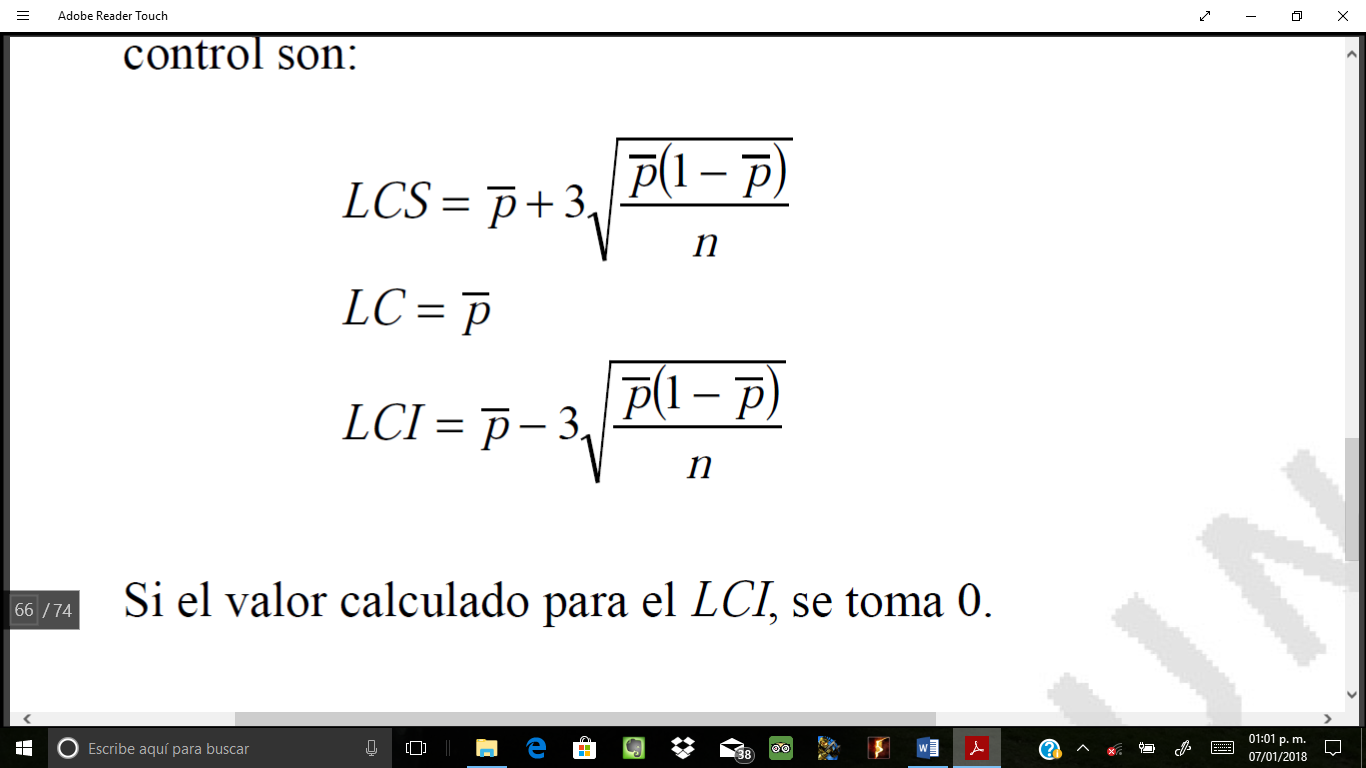 Adobe Reader Touch
control son:
LCS = p̅ + 3√(p̅(1 − p̅)/n)
LC = p̅
LCI = p̅ − 3√(p̅(1 − p̅)/n)
66 / 74
Si el valor calculado para el LCI, se toma 0.
UN
Escribe aquí para buscar
38
01:01 p. m.
07/01/2018